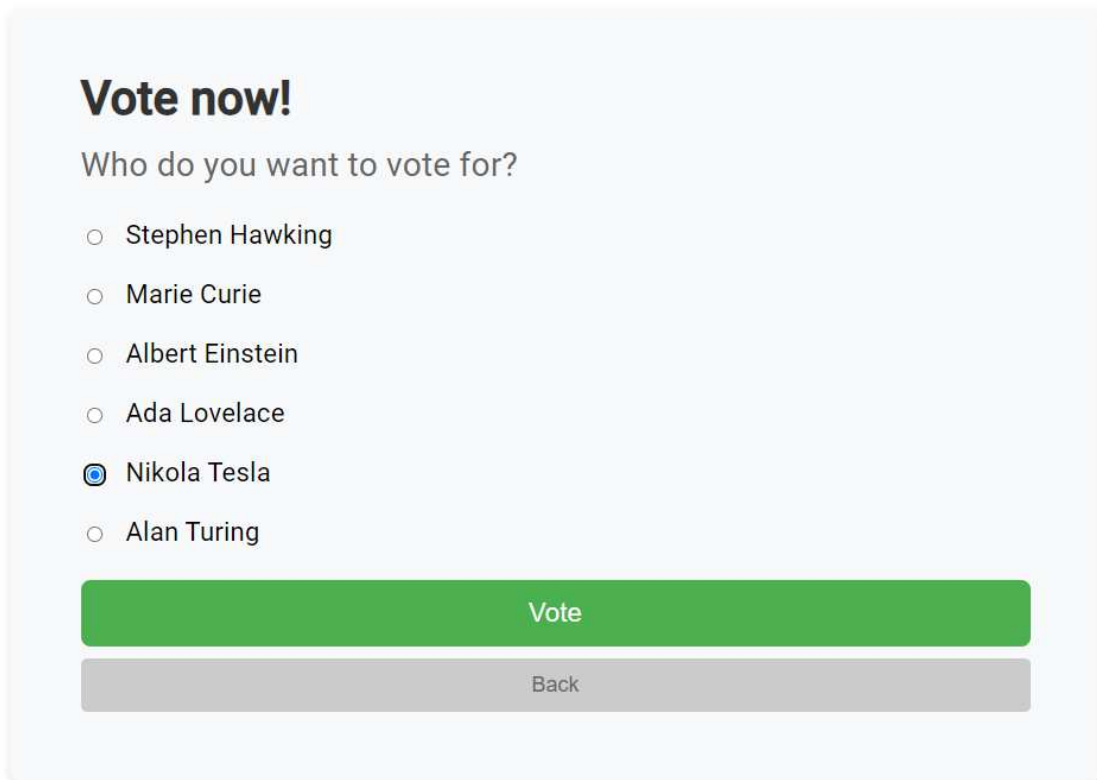 Vote now!
Who do you want to vote for?
Stephen Hawking
Marie Curie
Albert Einstein
Ada Lovelace
Nikola Tesla
Alan Turing
Vote
Back